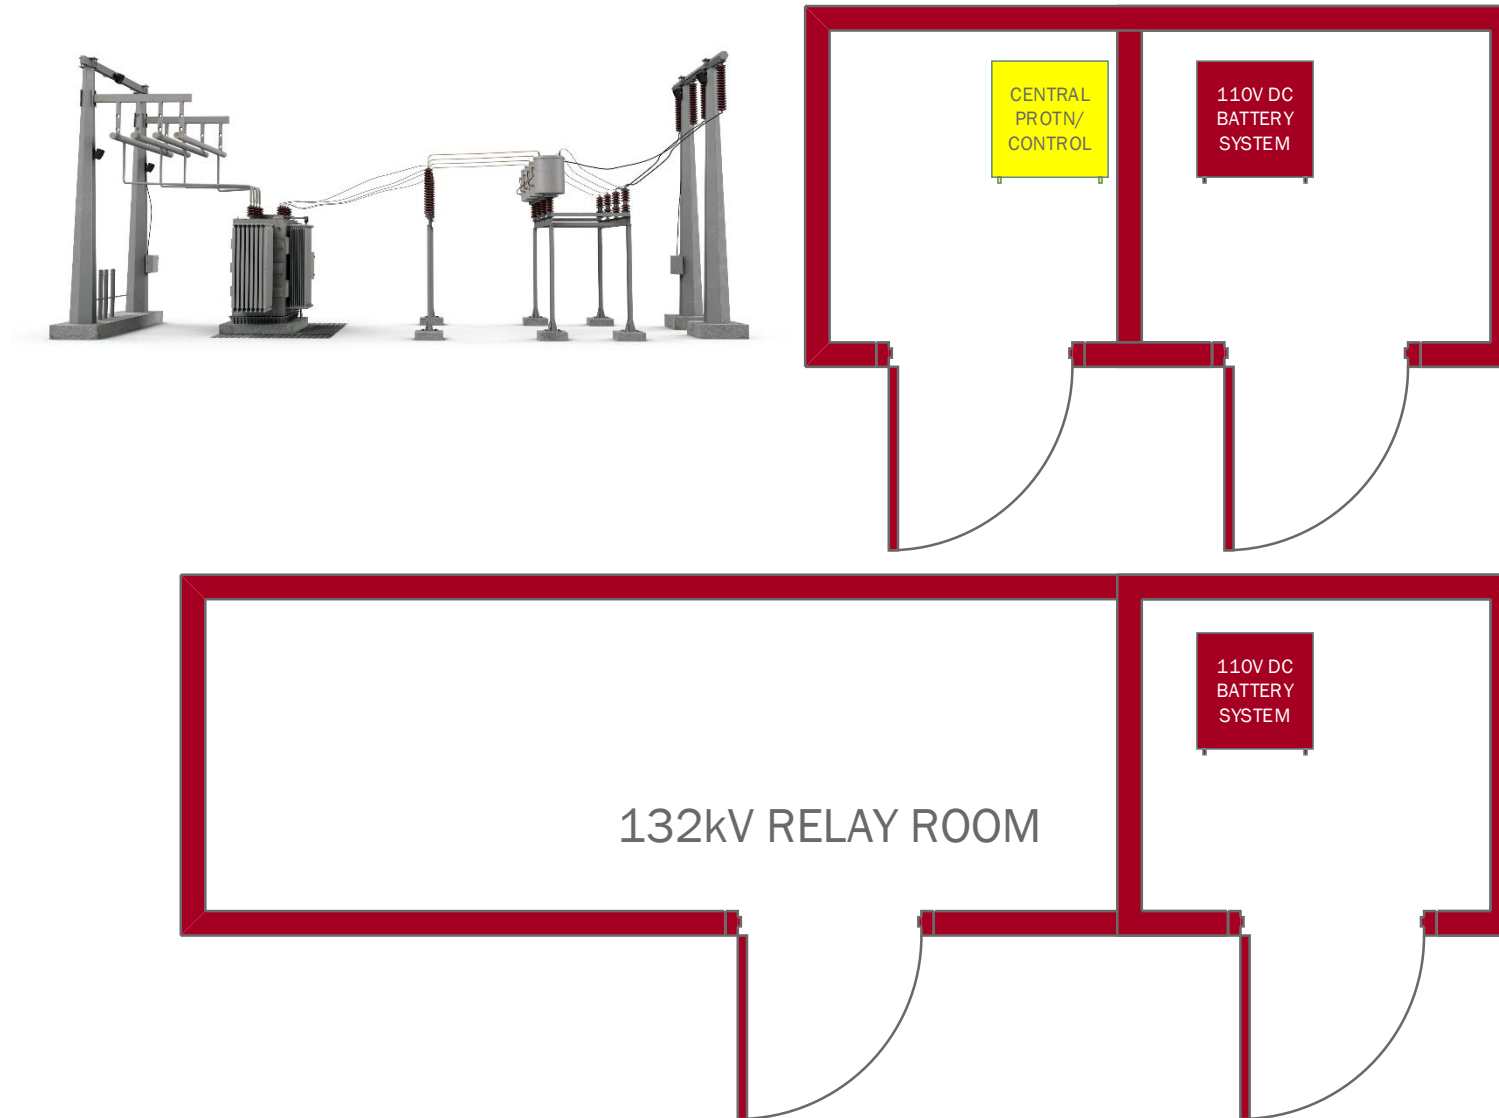 CENTRAL
PROTN/
CONTROL
110V DC
BATTERY
SYSTEM
132kV RELAY ROOM
110V DC
BATTERY
SYSTEM